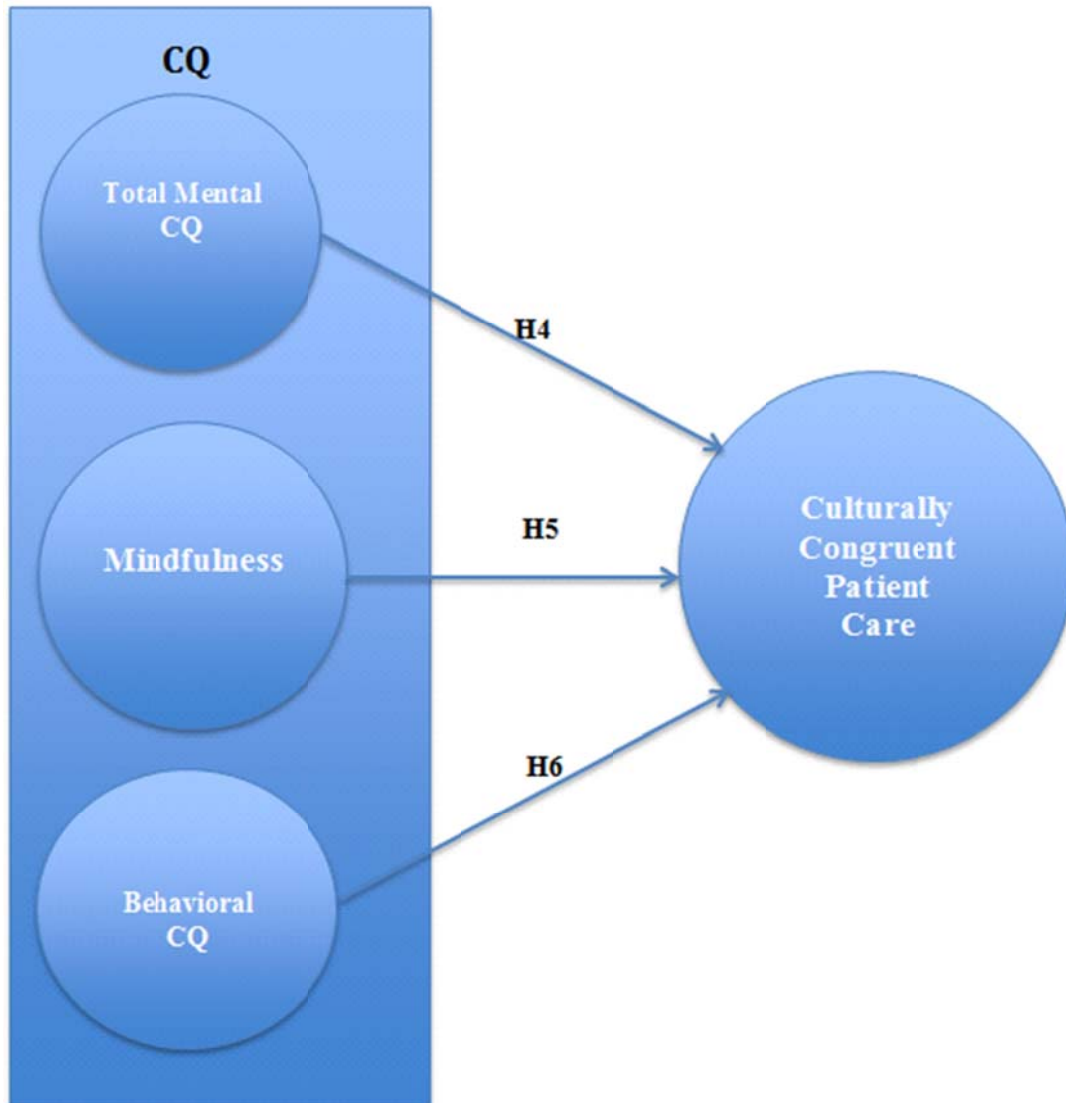 CQ
Total Mental
CQ
H4
Mindfulness
H5
Culturally
Congruent
Patient
Care
H6
Behavioral
CQ